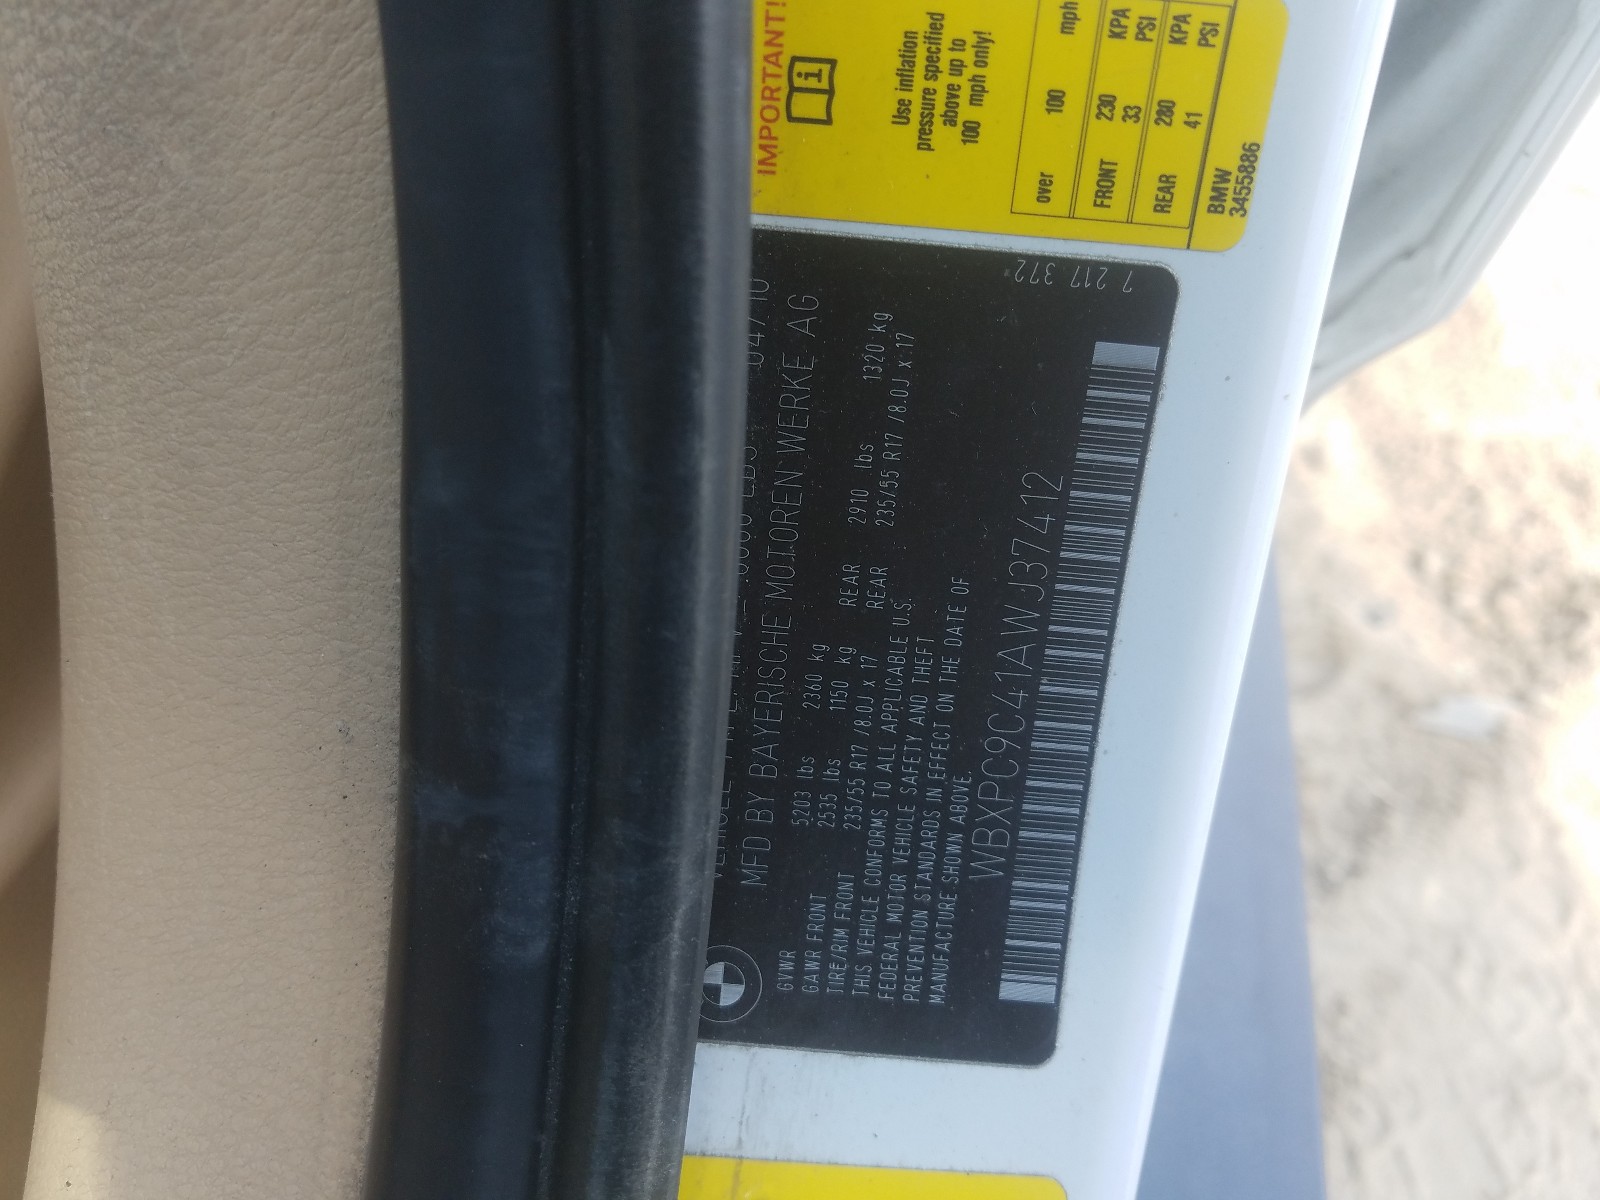 MFD BY BAYERISCHE MOTOREN WERKE AG
GVWR 5203 lbs 2360 kg
GAWR FRONT 2535 lbs 1150 kg REAR 2910 lbs 1320 kg
TIRE/RIM FRONT 235/55 R17 /8.0J x 17 REAR 235/55 R17 /8.0J x 17
THIS VEHICLE CONFORMS TO ALL APPLICABLE U.S.
FEDERAL MOTOR VEHICLE SAFETY AND THEFT
PREVENTION STANDARDS IN EFFECT ON THE DATE OF
MANUFACTURE SHOWN ABOVE.
WBXPC9C41AWJ37412
7 217 372
IMPORTANT!
i
Use inflation
pressure specified
above up to
100 mph only!
over 100 mph
FRONT 230 KPA
33 PSI
REAR 280 KPA
41 PSI
BMW
3455886